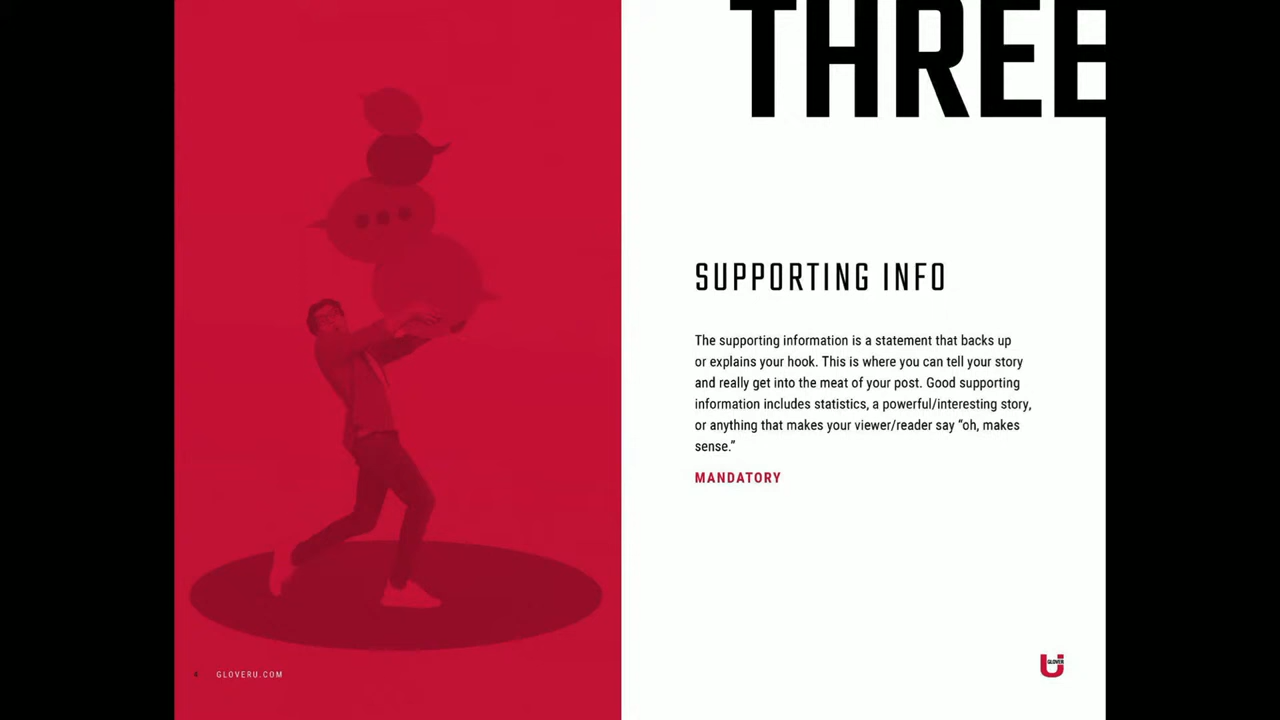 THREE
SUPPORTING INFO
The supporting information is a statement that backs up
or explains your hook. This is where you can tell your story
and really get into the meat of your post. Good supporting
information includes statistics, a powerful/interesting story,
or anything that makes your viewer/reader say “oh, makes
sense.”
MANDATORY
4 GLOVERU.COM
U GLOVER